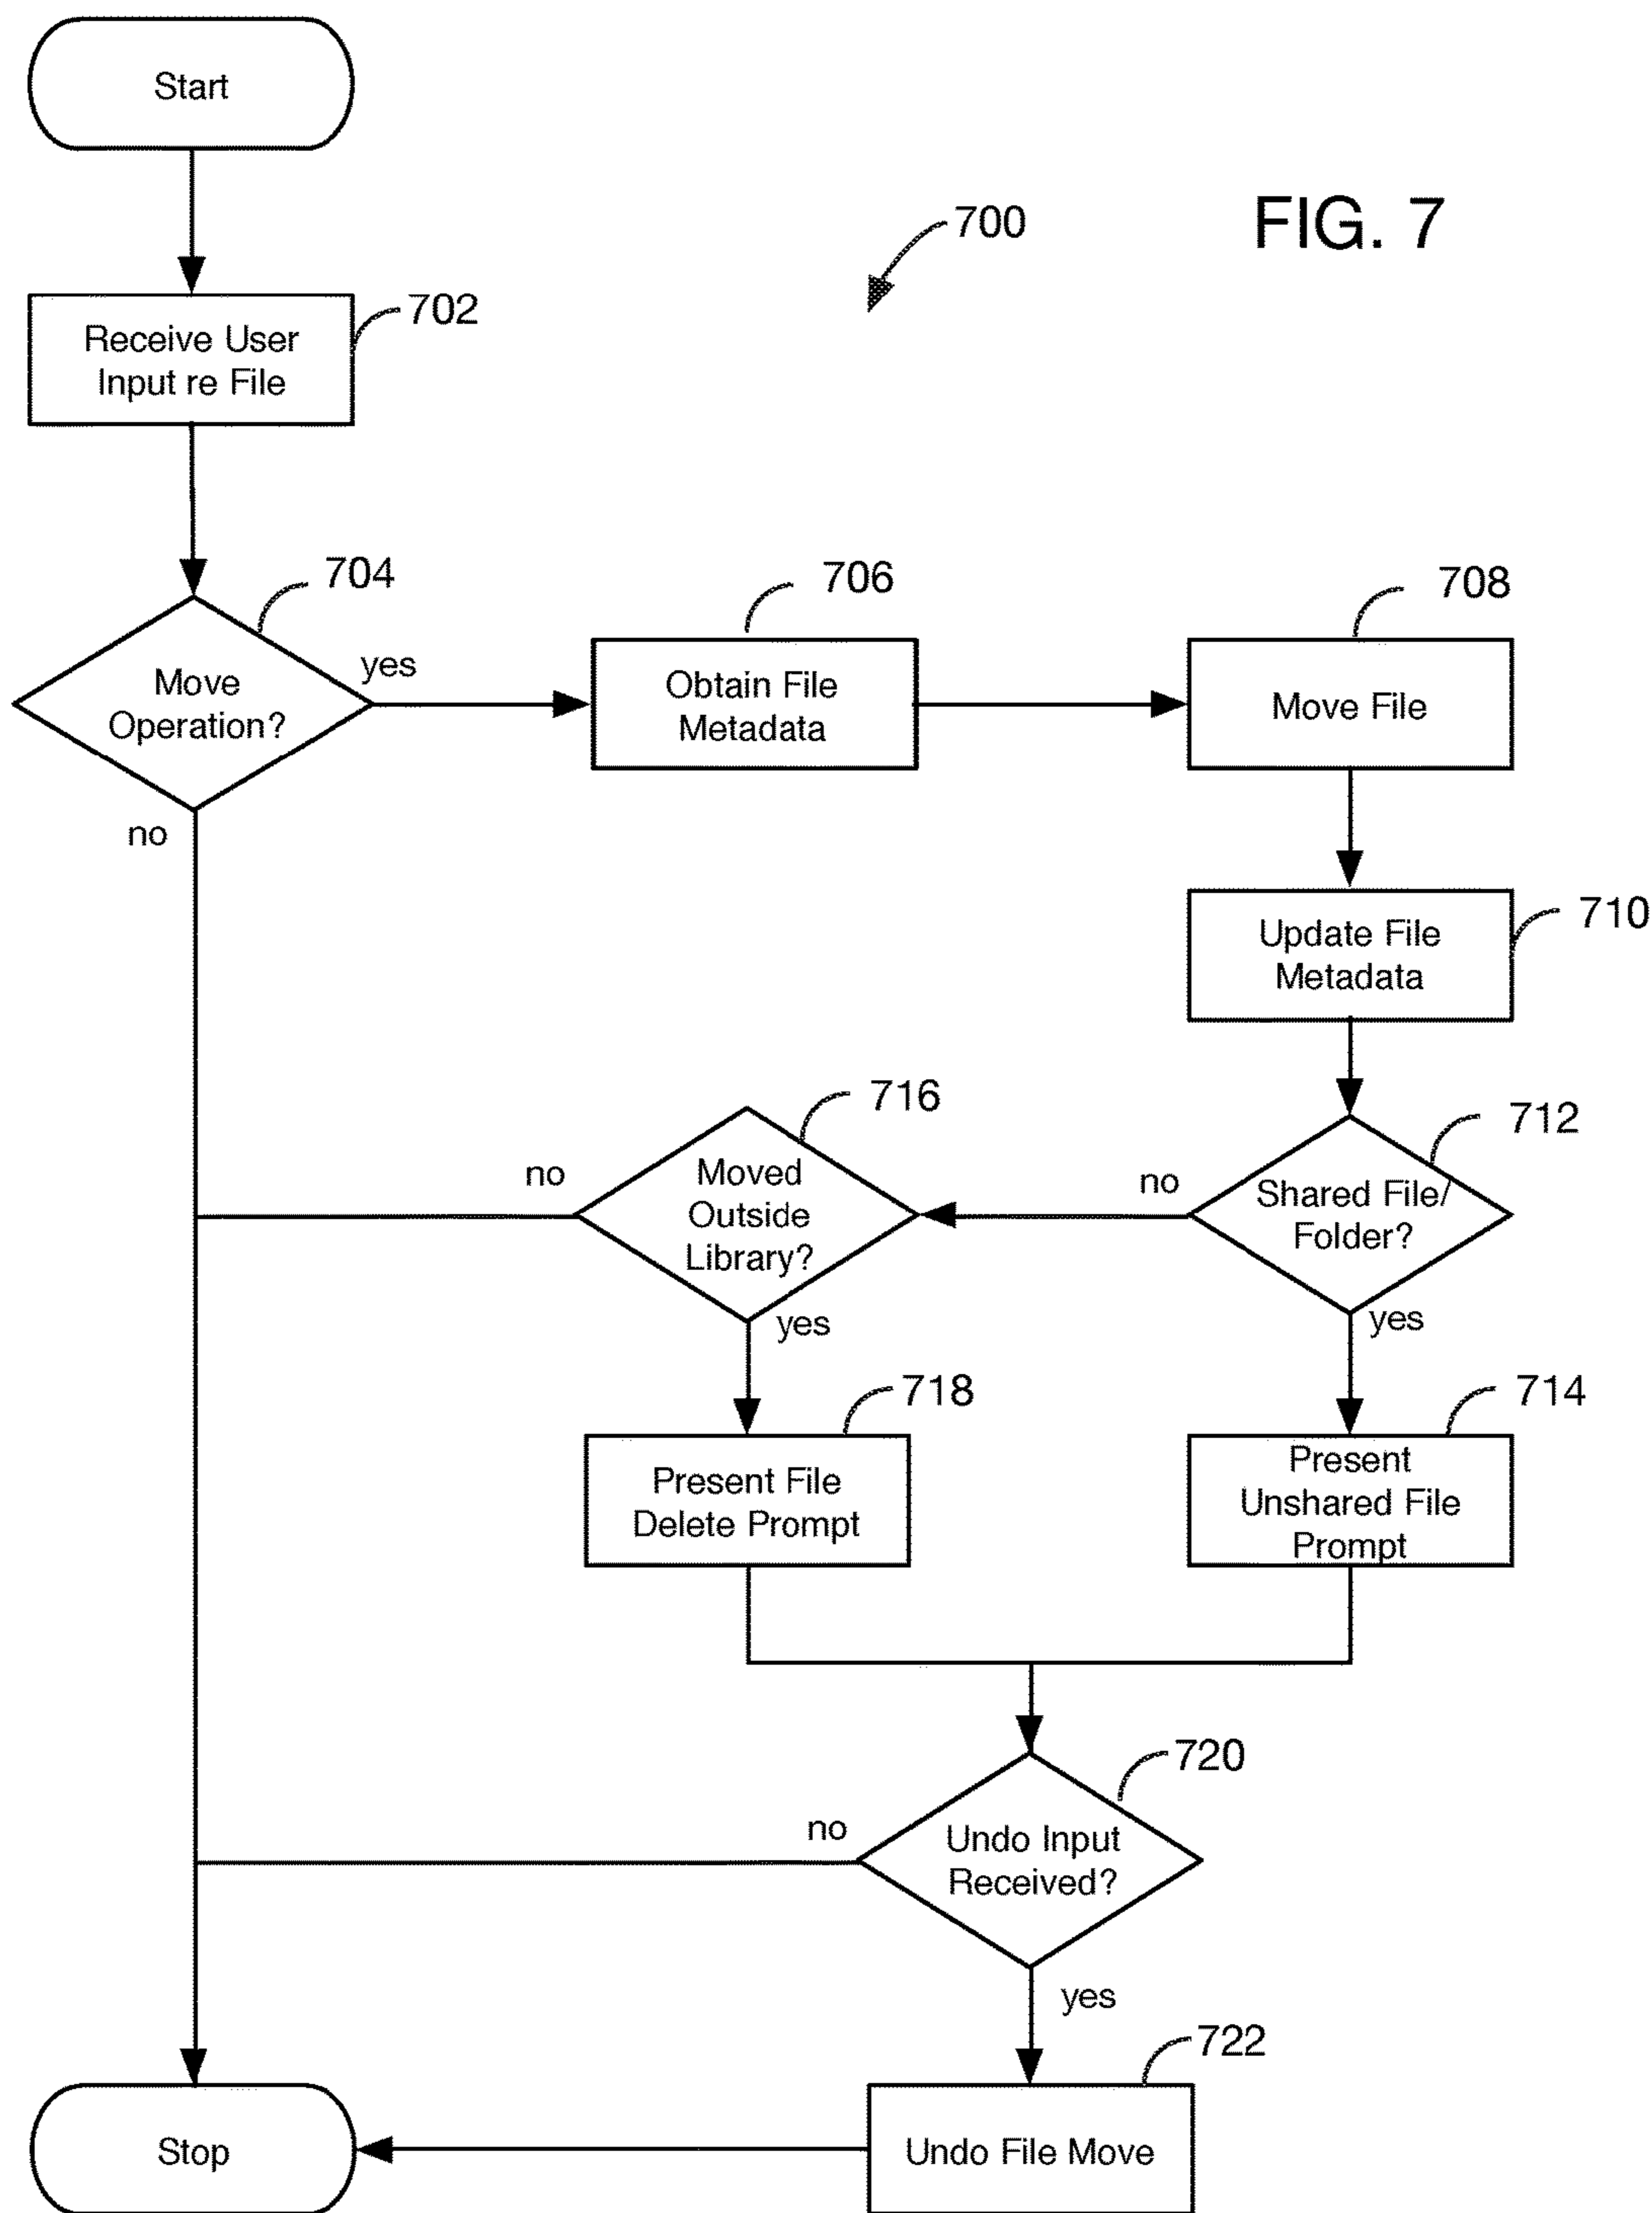 Start
700
FIG. 7
702
Receive User
Input re File
704
706
708
yes
Move
Operation?
Obtain File
Metadata
Move File
no
710
Update File
Metadata
716
712
no
Moved
Outside
Library?
no
Shared File/
Folder?
yes
yes
718
714
Present File
Delete Prompt
Present
Unshared File
Prompt
720
no
Undo Input
Received?
yes
722
Stop
Undo File Move